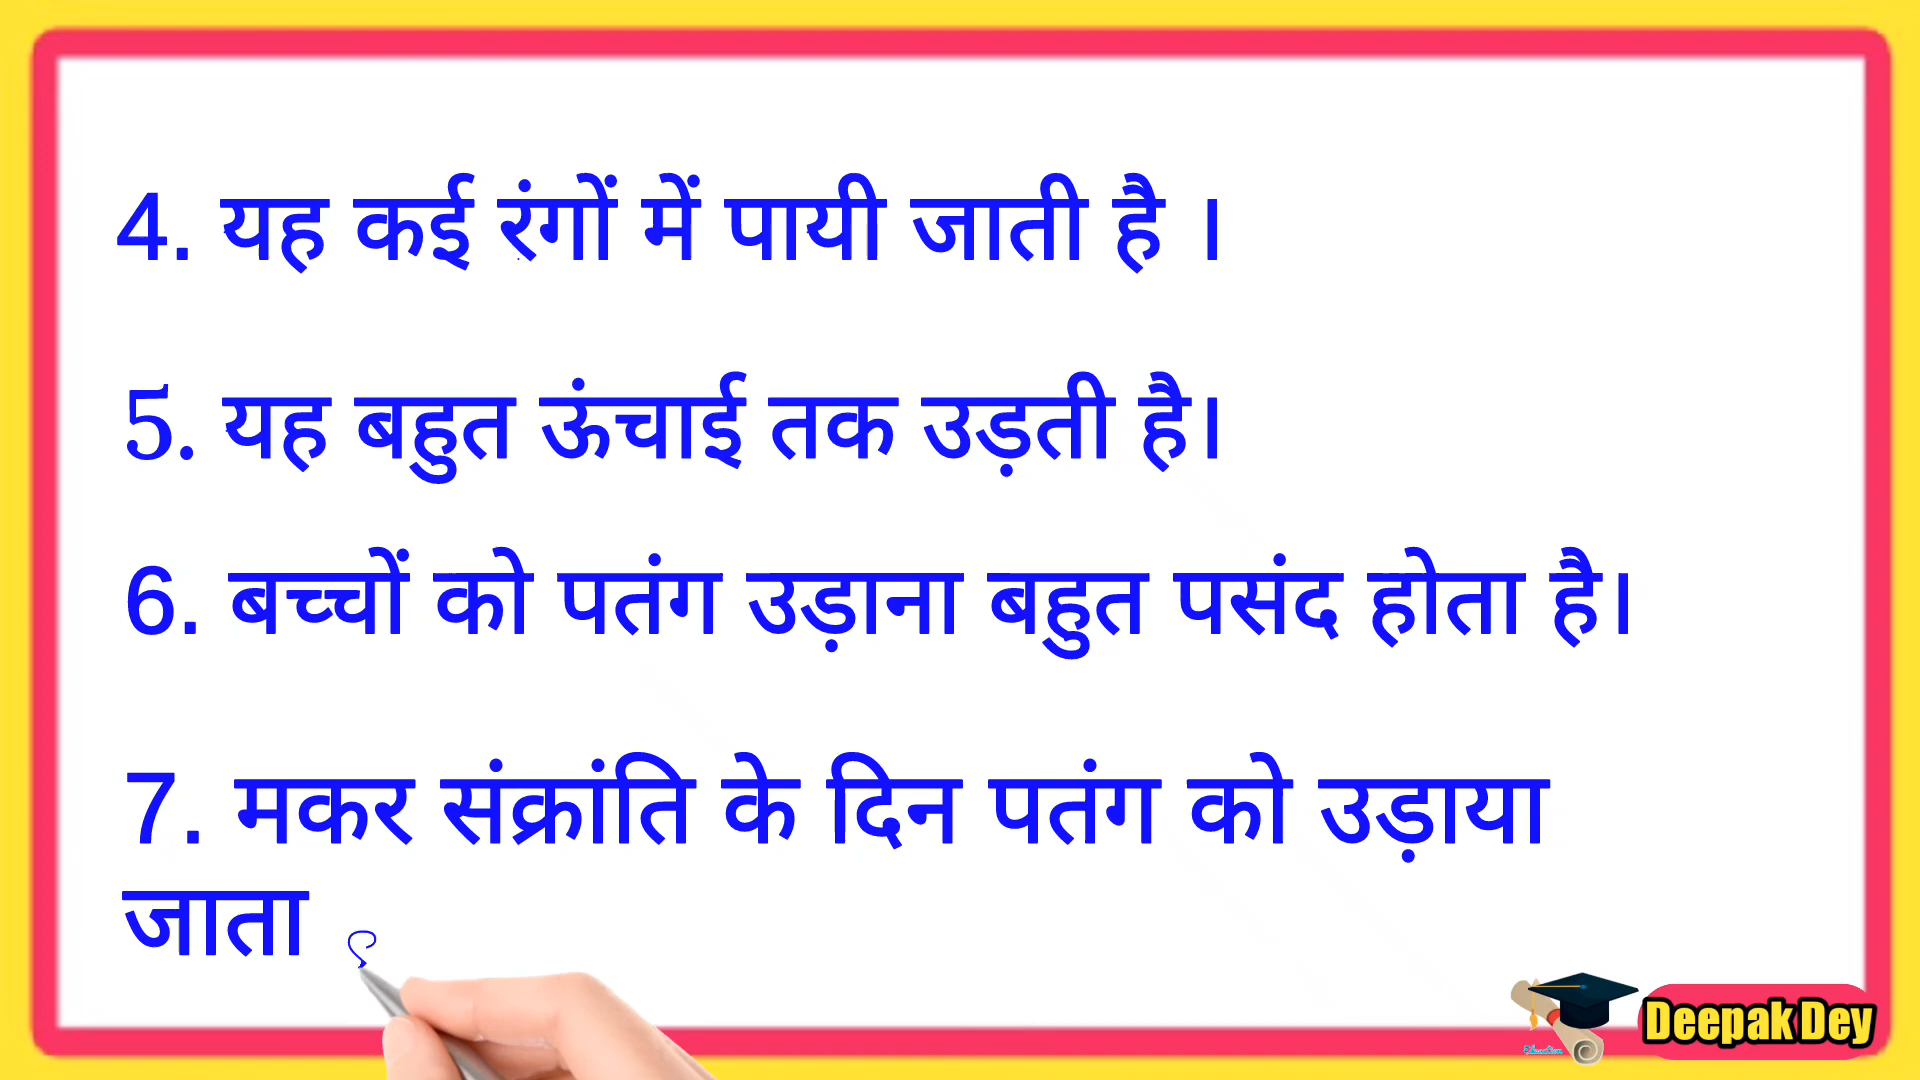 4. यह कई रंगों में पायी जाती है ।
5. यह बहुत ऊंचाई तक उड़ती है।
6. बच्चों को पतंग उड़ाना बहुत पसंद होता है।
7. मकर संक्रांति के दिन पतंग को उड़ाया
जाता
Education
Deepak Dey